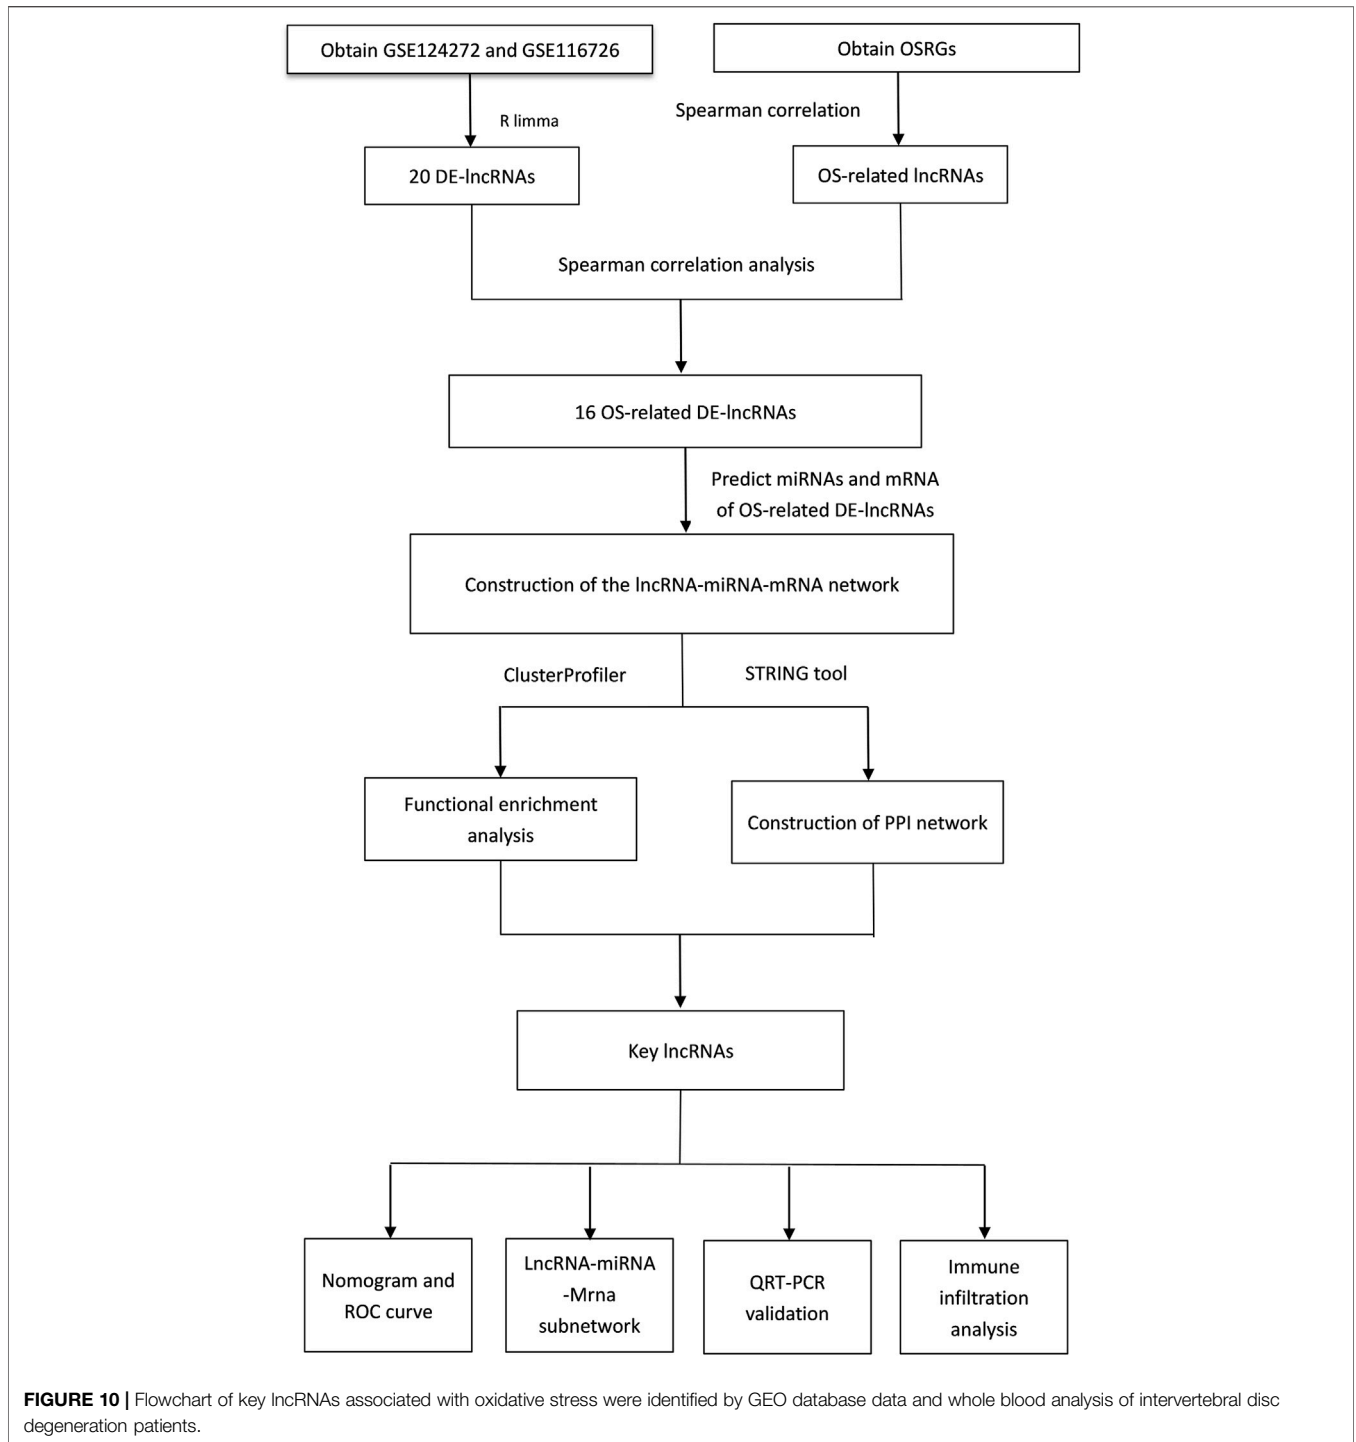 Obtain GSE124272 and GSE116726
Obtain OSRGs
R limma
Spearman correlation
20 DE-lncRNAs
OS-related lncRNAs
Spearman correlation analysis
16 OS-related DE-lncRNAs
Predict miRNAs and mRNA
of OS-related DE-lncRNAs
Construction of the lncRNA-miRNA-mRNA network
ClusterProfiler
STRING tool
Functional enrichment
analysis
Construction of PPI network
Key lncRNAs
Nomogram and
ROC curve
LncRNA-miRNA
-Mrna
subnetwork
QRT-PCR
validation
Immune
infiltration
analysis
FIGURE 10 | Flowchart of key lncRNAs associated with oxidative stress were identified by GEO database data and whole blood analysis of intervertebral disc
degeneration patients.